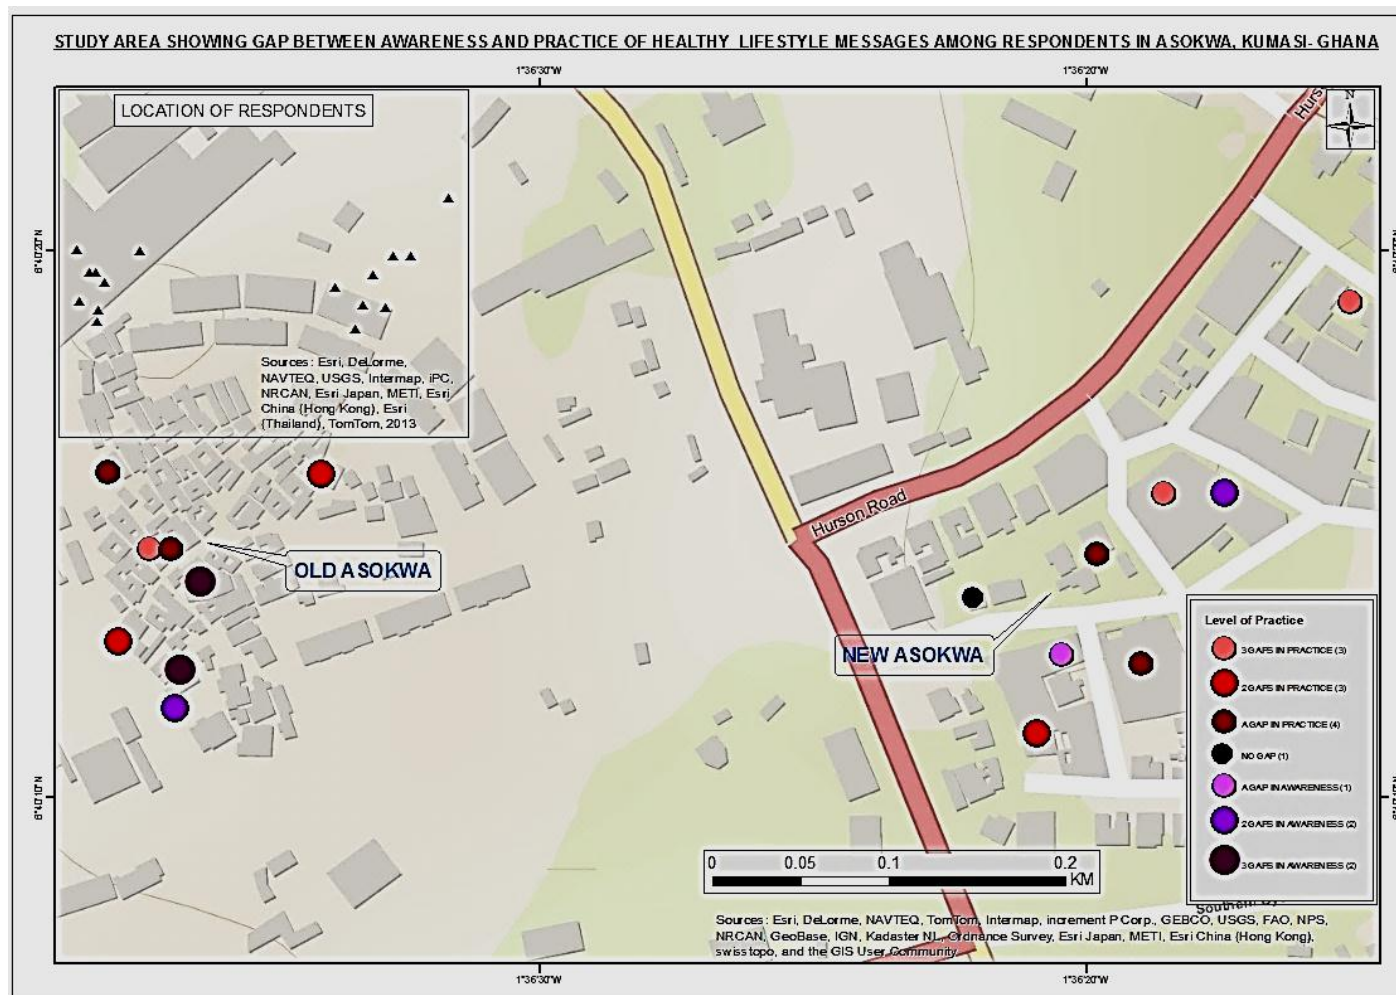 STUDY AREA SHOWING GAP BETWEEN AWARENESS AND PRACTICE OF HEALTHY LIFESTYLE MESSAGES AMONG RESPONDENTS IN ASOKWA, KUMASI- GHANA
1°36'30"W
1°36'20"W
LOCATION OF RESPONDENTS
N
6°40'20"N
Sources: Esri, DeLorme,
NAVTEQ, USGS, Intermap, iPC,
NRCAN, Esri Japan, METI, Esri
China (Hong Kong), Esri
(Thailand), TomTom, 2013
Hurson Road
OLD ASOKWA
NEW ASOKWA
Level of Practice
3 GAPS IN PRACTICE (3)
2 GAPS IN PRACTICE (3)
A GAP IN PRACTICE (4)
NO GAP (1)
A GAP IN AWARENESS (1)
2 GAPS IN AWARENESS (2)
3 GAPS IN AWARENESS (2)
6°40'10"N
0 0.05 0.1 0.2
KM
Sources: Esri, DeLorme, NAVTEQ, TomTom, Intermap, increment P Corp., GEBCO, USGS, FAO, NPS,
NRCAN, GeoBase, IGN, Kadaster NL, Ordnance Survey, Esri Japan, METI, Esri China (Hong Kong),
swisstopo, and the GIS User Community
1°36'30"W
1°36'20"W